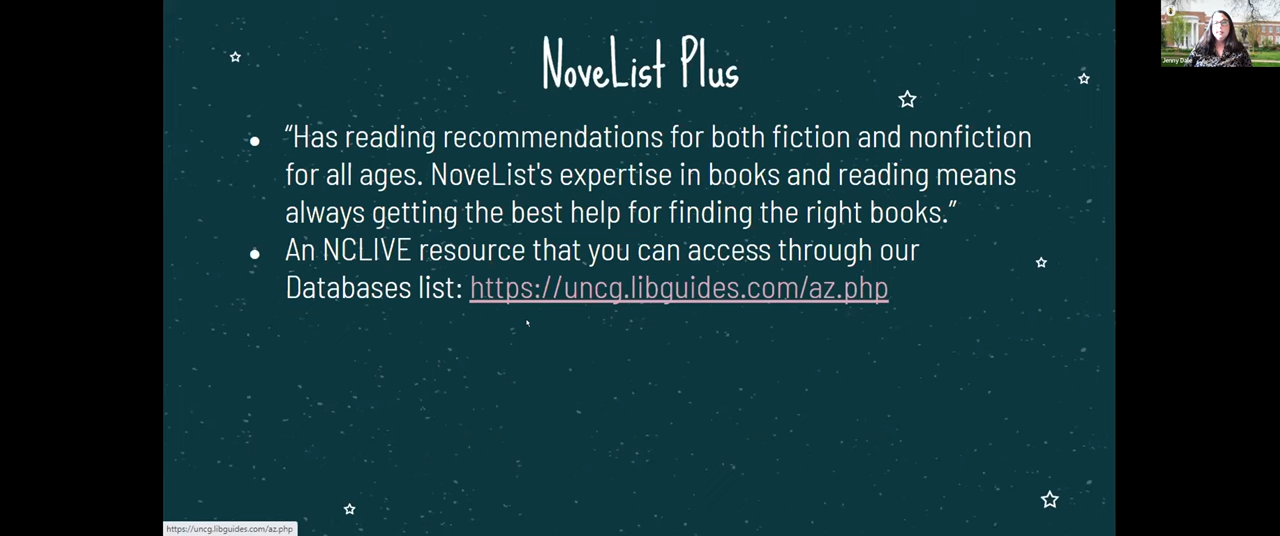 NoveList Plus
Jenny Dale
• “Has reading recommendations for both fiction and nonfiction
for all ages. NoveList's expertise in books and reading means
always getting the best help for finding the right books.”
• An NCLIVE resource that you can access through our
Databases list: https://uncg.libguides.com/az.php
https://uncg.libguides.com/az.php